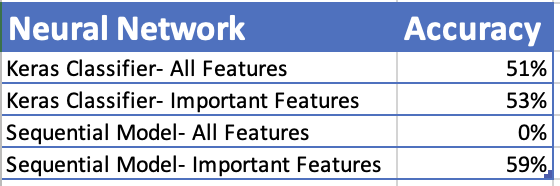 Neural Network Accuracy
Keras Classifier- All Features 51%
Keras Classifier- Important Features 53%
Sequential Model- All Features 0%
Sequential Model- Important Features 59%